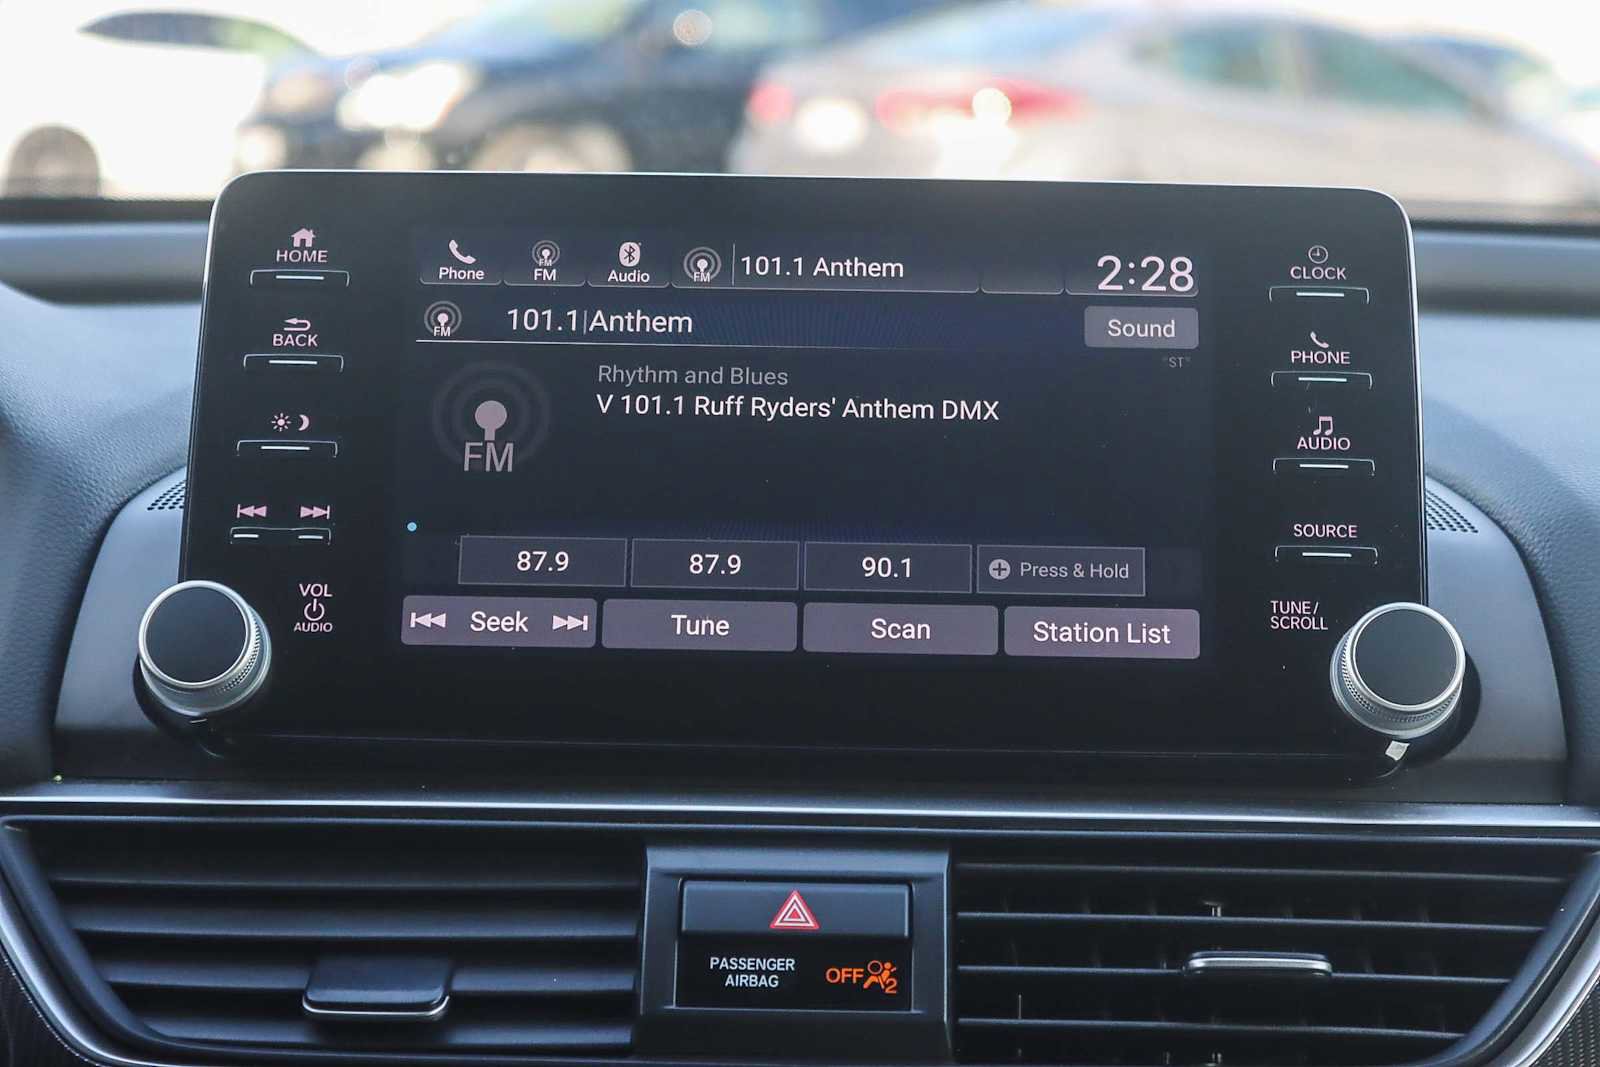 HOME
BACK
VOL
AUDIO
Phone
FM
FM
Audio
FM
101.1 Anthem
2:28
FM
101.1 Anthem
Sound
"ST"
FM
Rhythm and Blues
V 101.1 Ruff Ryders' Anthem DMX
87.9
87.9
90.1
Press & Hold
Seek
Tune
Scan
Station List
CLOCK
PHONE
AUDIO
SOURCE
TUNE/
SCROLL
PASSENGER
AIRBAG
OFF
2